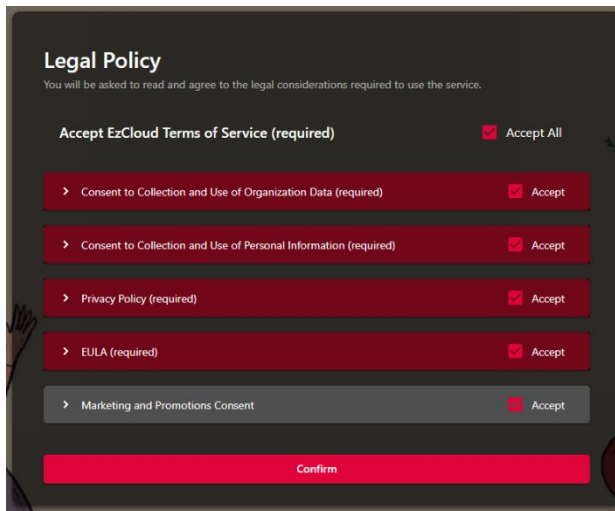 Legal Policy
You will be asked to read and agree to the legal considerations required to use the service.
Accept EzCloud Terms of Service (required) Accept All
Consent to Collection and Use of Organization Data (required) Accept
Consent to Collection and Use of Personal Information (required) Accept
Privacy Policy (required) Accept
EULA (required) Accept
Marketing and Promotions Consent Accept
Confirm